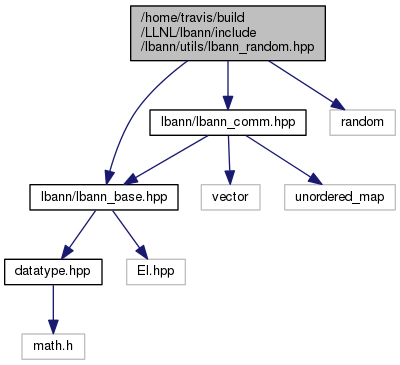 /home/travis/build
/LLNL/lbann/include
/lbann/utils/lbann_random.hpp
lbann/lbann_comm.hpp
random
lbann/lbann_base.hpp
vector
unordered_map
datatype.hpp
El.hpp
math.h